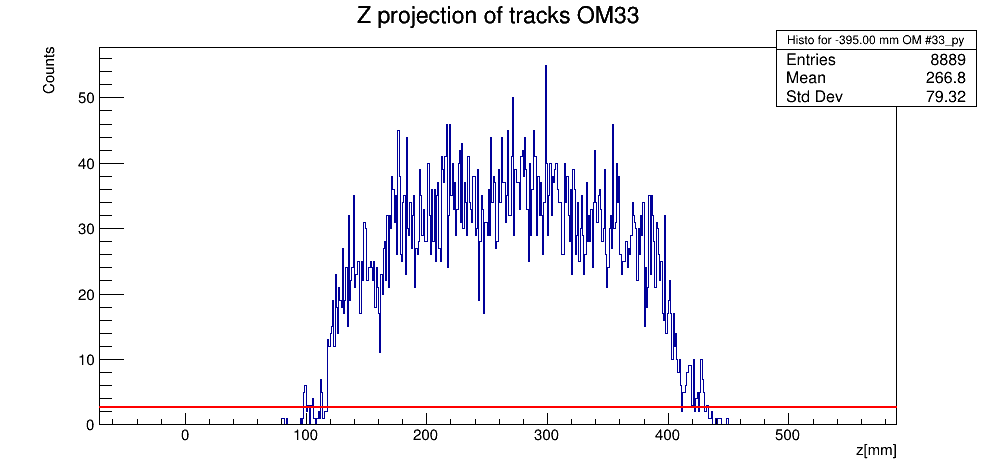 Z projection of tracks OM33
Histo for -395.00 mm OM #33_py
Entries 8889
Mean 266.8
Std Dev 79.32
Counts
50
40
30
20
10
0
0 100 200 300 400 500
z[mm]